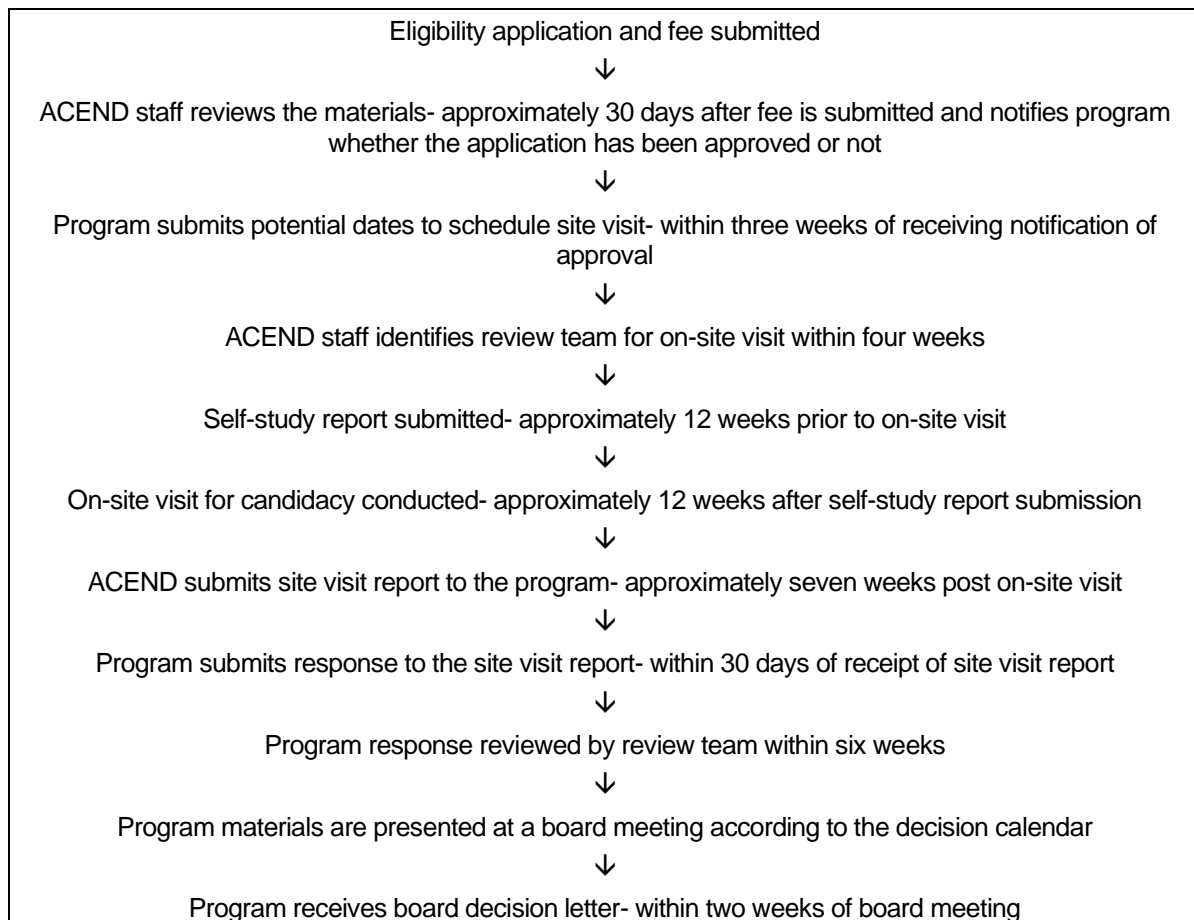 Eligibility application and fee submitted
↓
ACEND staff reviews the materials- approximately 30 days after fee is submitted and notifies program
whether the application has been approved or not
↓
Program submits potential dates to schedule site visit- within three weeks of receiving notification of
approval
↓
ACEND staff identifies review team for on-site visit within four weeks
↓
Self-study report submitted- approximately 12 weeks prior to on-site visit
↓
On-site visit for candidacy conducted- approximately 12 weeks after self-study report submission
↓
ACEND submits site visit report to the program- approximately seven weeks post on-site visit
↓
Program submits response to the site visit report- within 30 days of receipt of site visit report
↓
Program response reviewed by review team within six weeks
↓
Program materials are presented at a board meeting according to the decision calendar
↓
Program receives board decision letter- within two weeks of board meeting